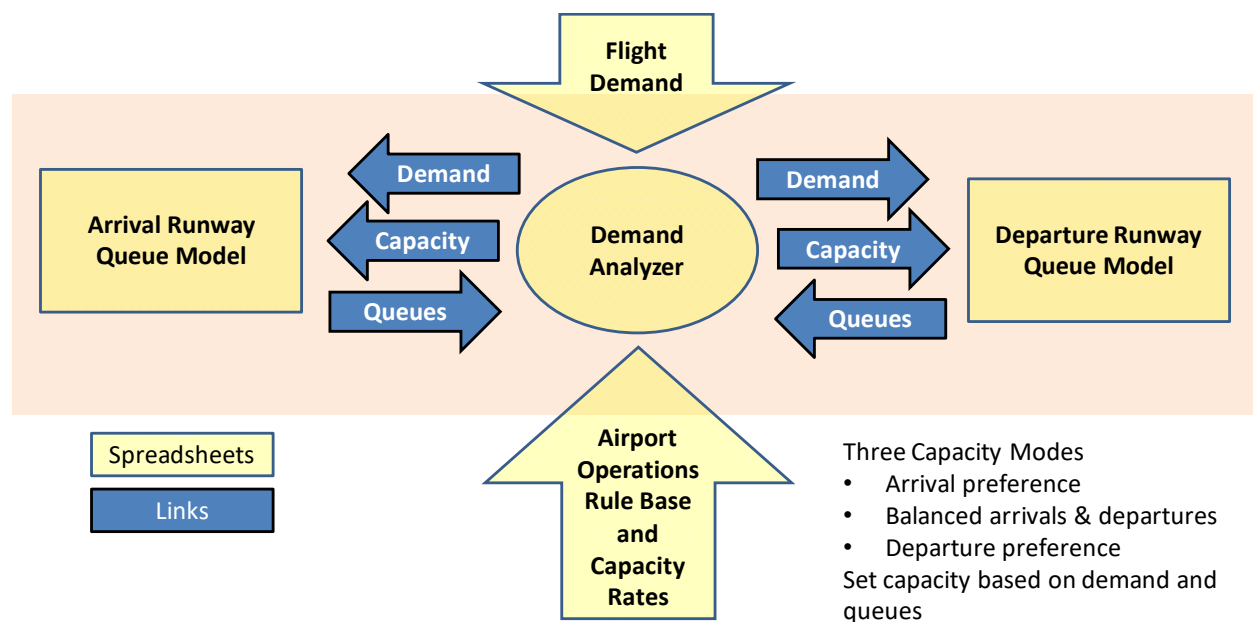 Flight
Demand
Demand
Demand
Arrival Runway
Queue Model
Capacity
Demand
Analyzer
Capacity
Departure Runway
Queue Model
Queues
Queues
Spreadsheets
Links
Airport
Operations
Rule Base
and
Capacity
Rates
Three Capacity Modes
• Arrival preference
• Balanced arrivals & departures
• Departure preference
Set capacity based on demand and
queues